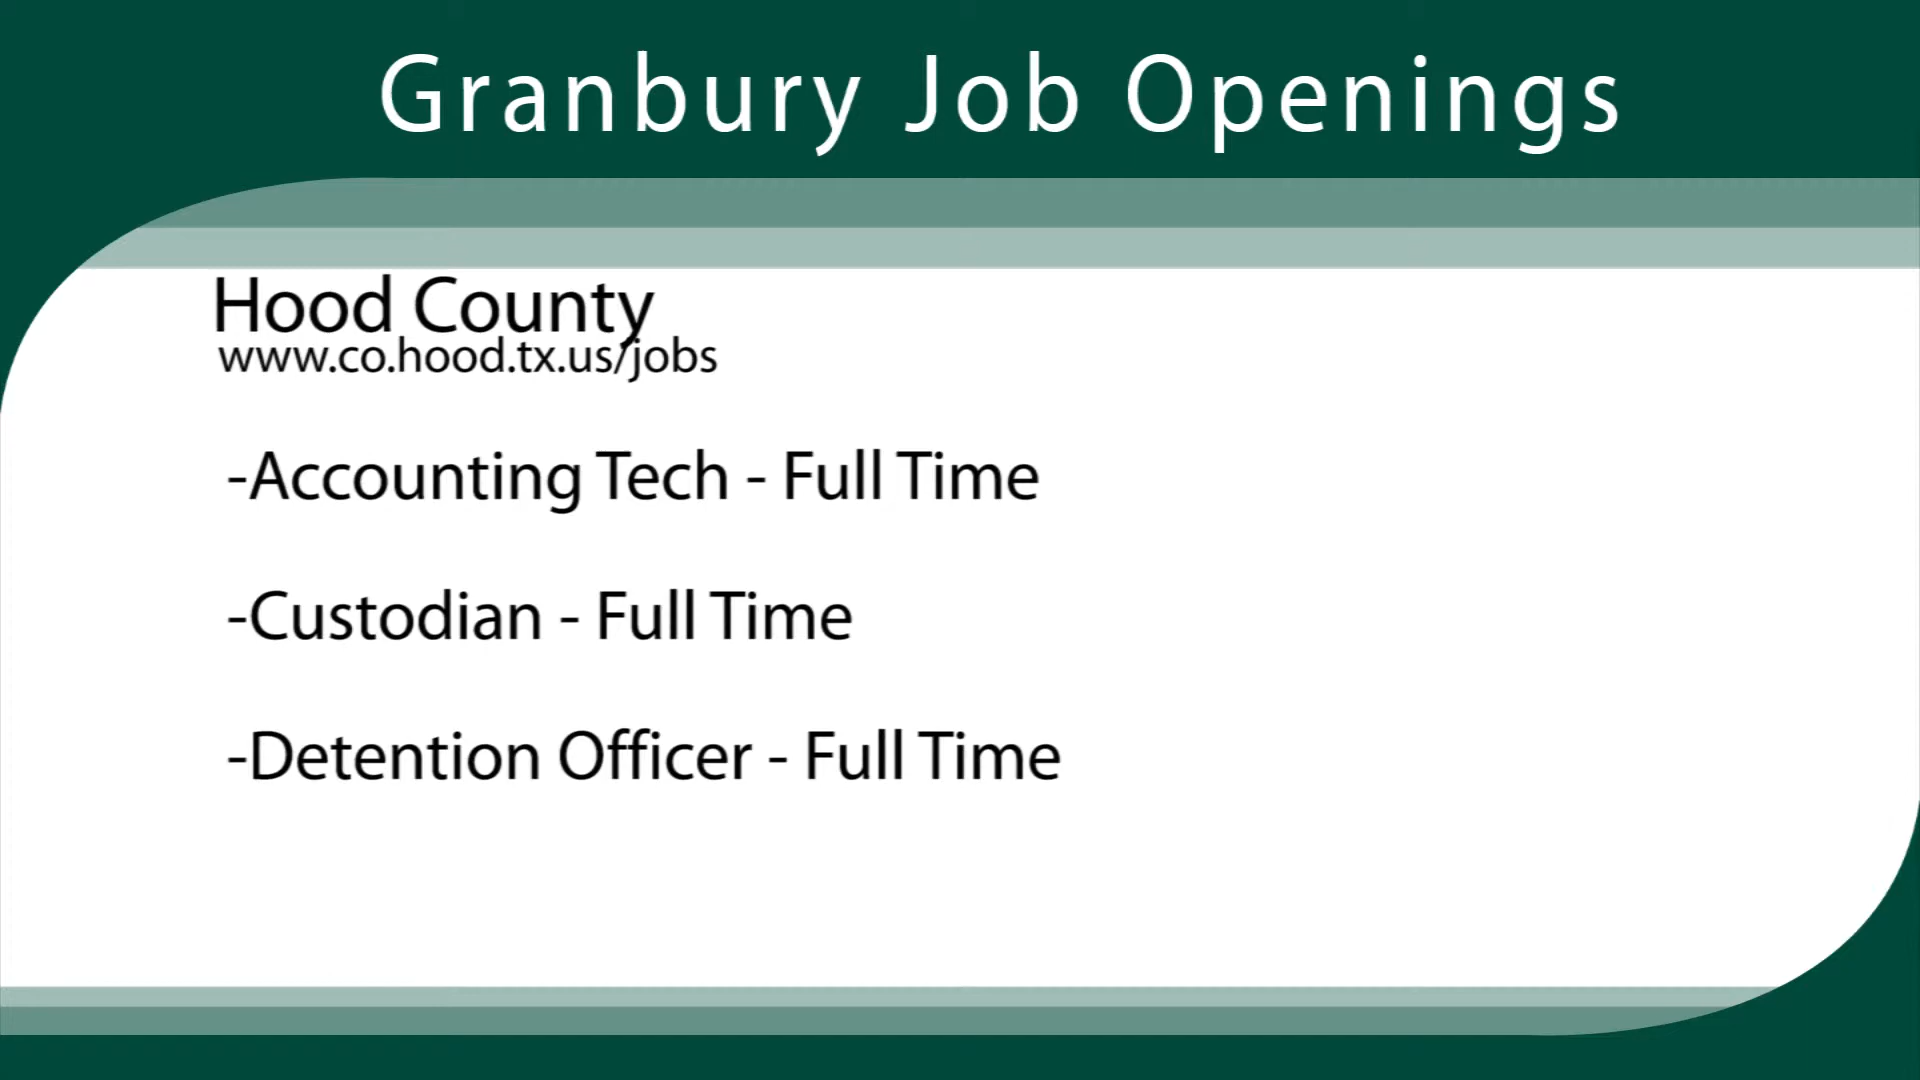 Granbury Job Openings
Hood County
www.co.hood.tx.us/jobs
-Accounting Tech - Full Time
-Custodian - Full Time
-Detention Officer - Full Time